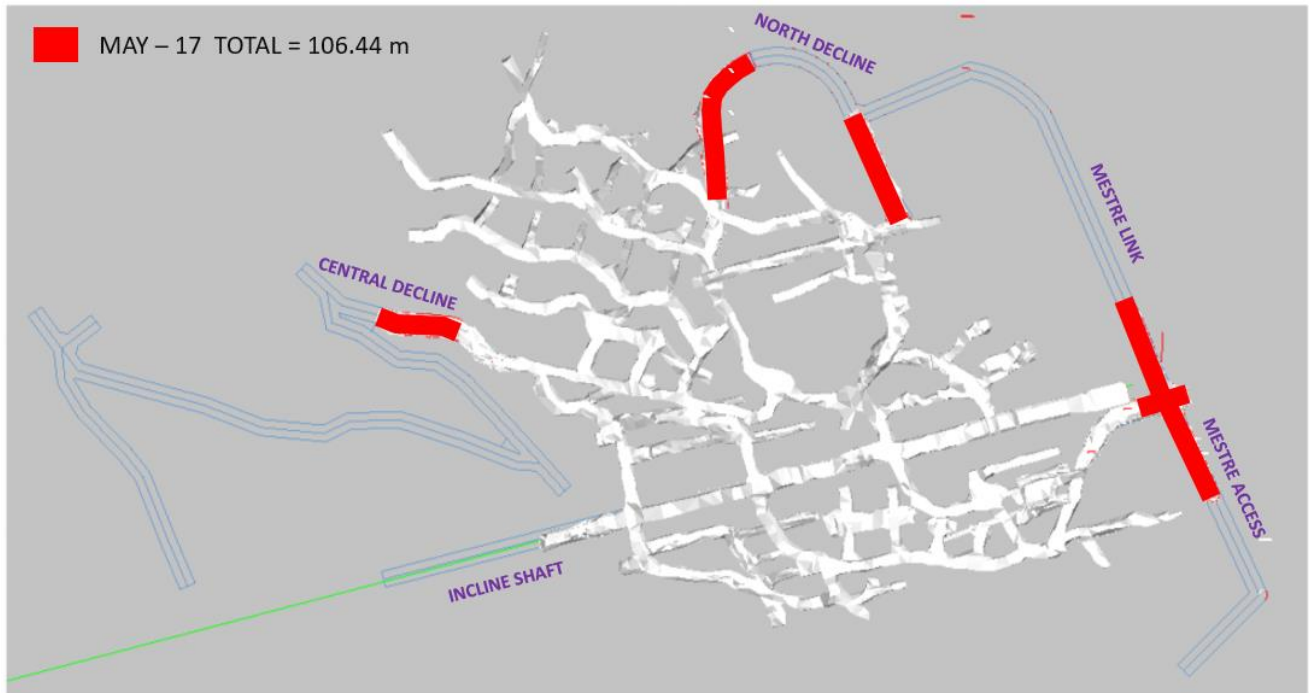 MAY – 17 TOTAL = 106.44 m
NORTH DECLINE
MESTRE LINK
CENTRAL DECLINE
MESTRE ACCESS
INCLINE SHAFT